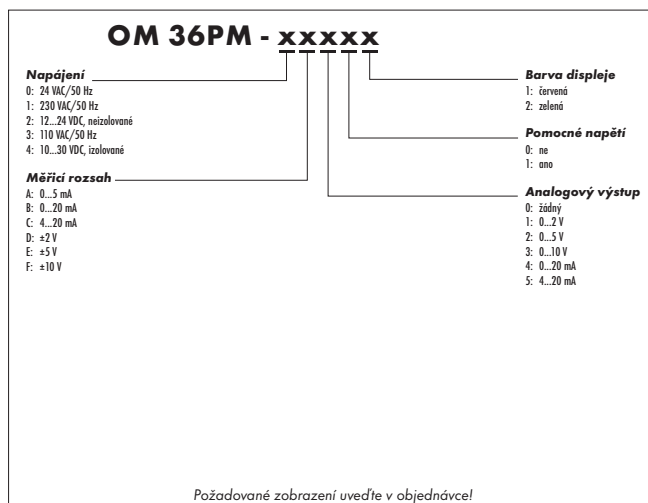 OM 36PM - xxxxx
Napájení
0: 24 VAC/50 Hz
1: 230 VAC/50 Hz
2: 12...24 VDC, neizolované
3: 110 VAC/50 Hz
4: 10...30 VDC, izolované
Měřicí rozsah
A: 0...5 mA
B: 0...20 mA
C: 4...20 mA
D: ±2 V
E: ±5 V
F: ±10 V
Barva displeje
1: červená
2: zelená
Pomocné napětí
0: ne
1: ano
Analogový výstup
0: žádný
1: 0...2 V
2: 0...5 V
3: 0...10 V
4: 0...20 mA
5: 4...20 mA
Požadované zobrazení uveďte v objednávce!